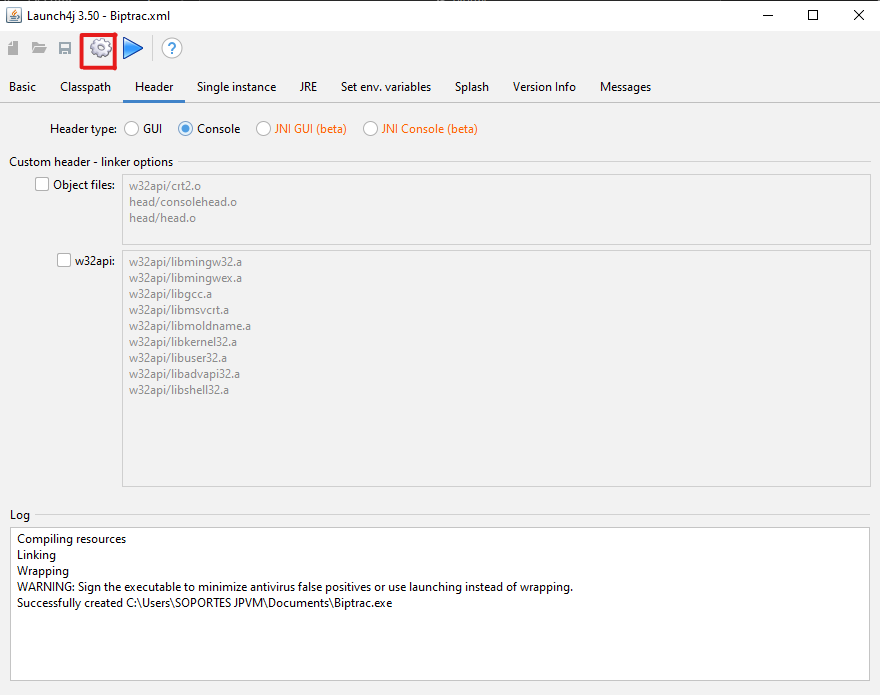 Launch4j 3.50 - Biptrac.xml
?
Basic Classpath Header Single instance JRE Set env. variables Splash Version Info Messages
Header type: GUI Console JNI GUI (beta) JNI Console (beta)
Custom header - linker options
Object files:
w32api/crt2.o
head/consolehead.o
head/head.o
w32api:
w32api/libmingw32.a
w32api/libmingwex.a
w32api/libgcc.a
w32api/libmsvcrt.a
w32api/libmoldname.a
w32api/libkernel32.a
w32api/libuser32.a
w32api/libadvapi32.a
w32api/libshell32.a
Log
Compiling resources
Linking
Wrapping
WARNING: Sign the executable to minimize antivirus false positives or use launching instead of wrapping.
Successfully created C:\Users\SOPORTES JPVM\Documents\Biptrac.exe